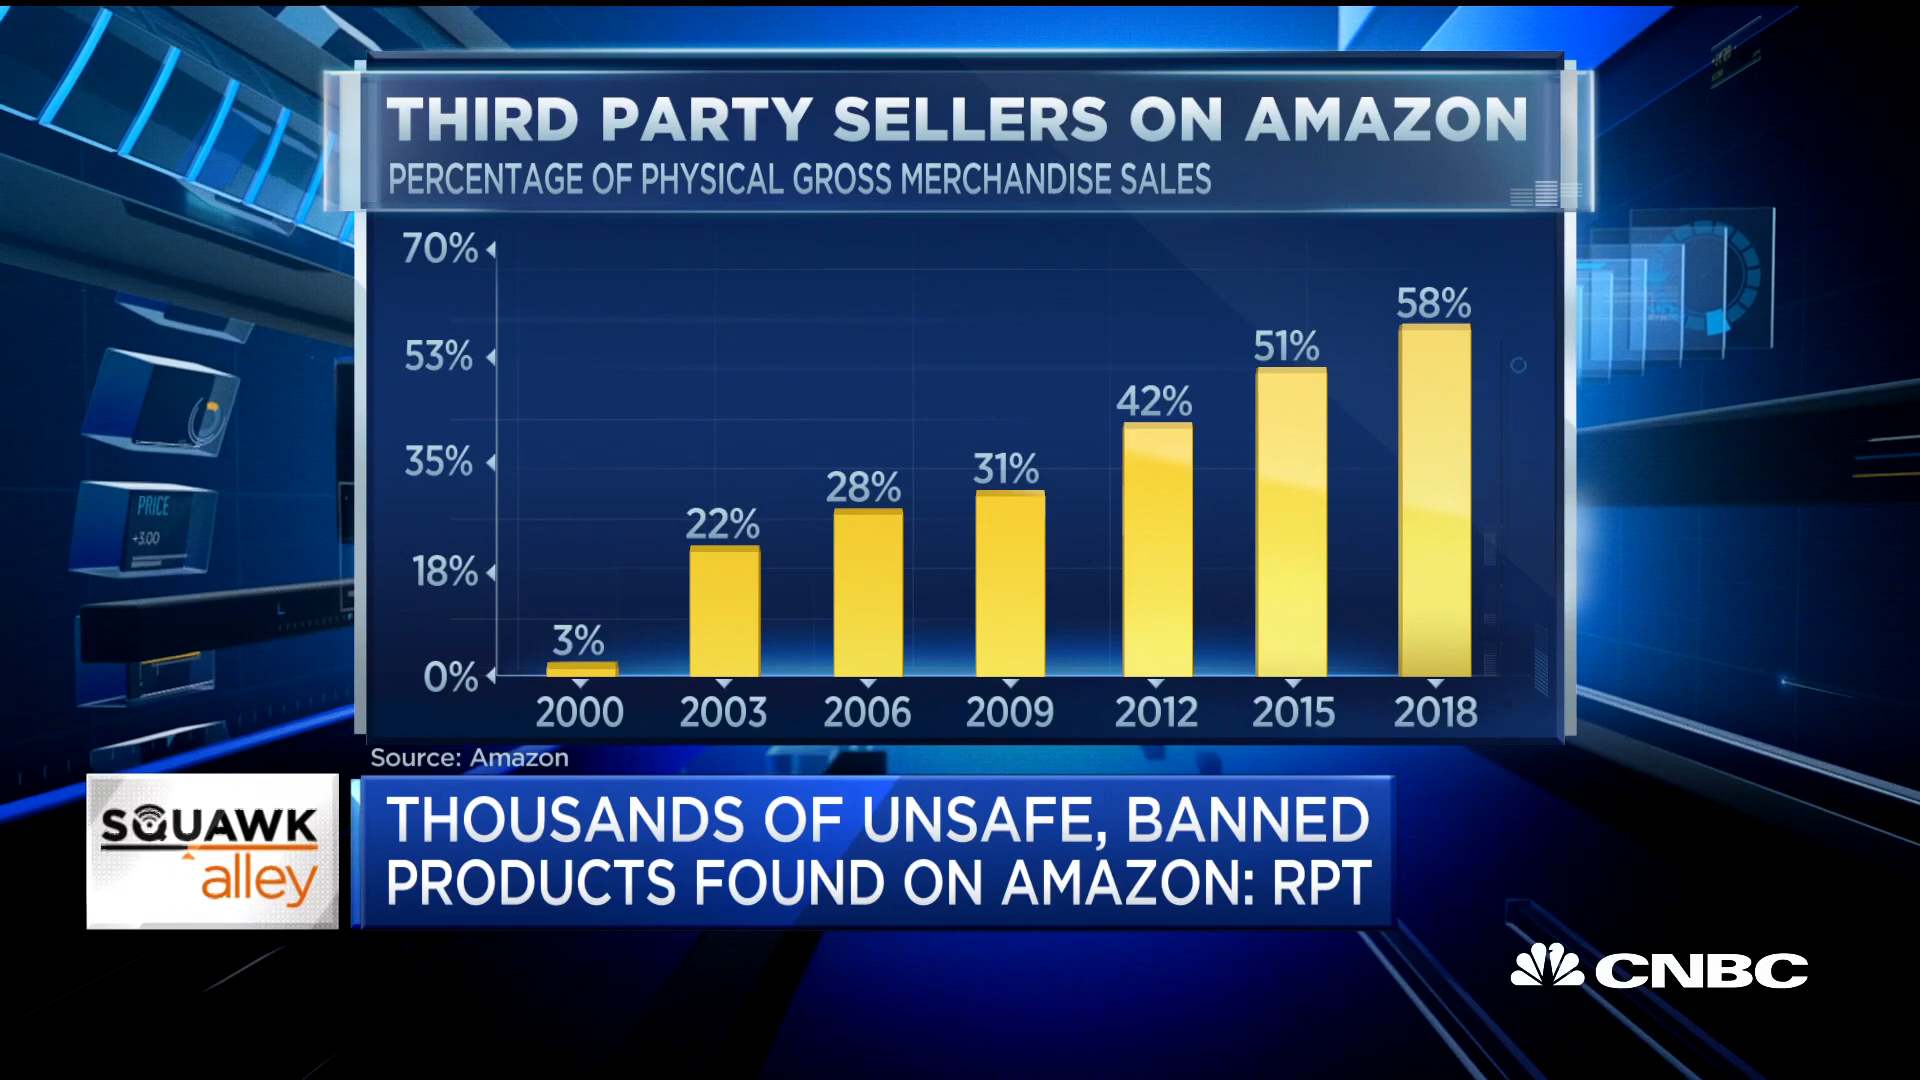 THIRD PARTY SELLERS ON AMAZON
PERCENTAGE OF PHYSICAL GROSS MERCHANDISE SALES
70%
53%
35%
18%
0%
3%
22%
28%
31%
42%
51%
58%
2000 2003 2006 2009 2012 2015 2018
Source: Amazon
SQUAWK
alley
THOUSANDS OF UNSAFE, BANNED
PRODUCTS FOUND ON AMAZON: RPT
CNBC
PRICE
+3.00
L